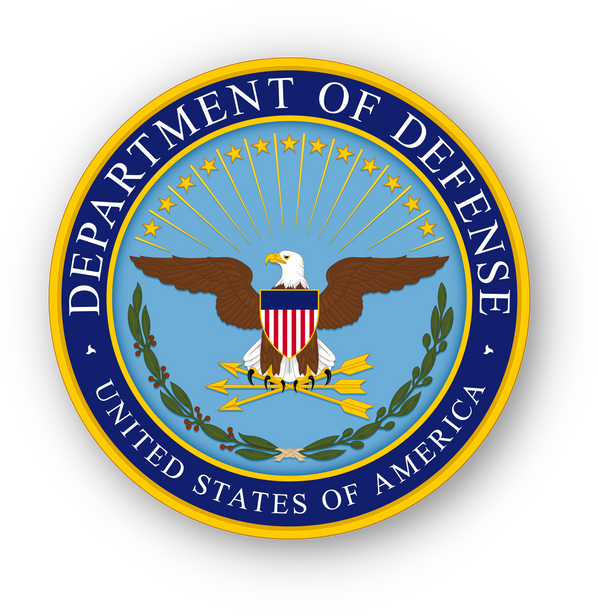 DEPARTMENT OF DEFENSE
UNITED STATES OF AMERICA